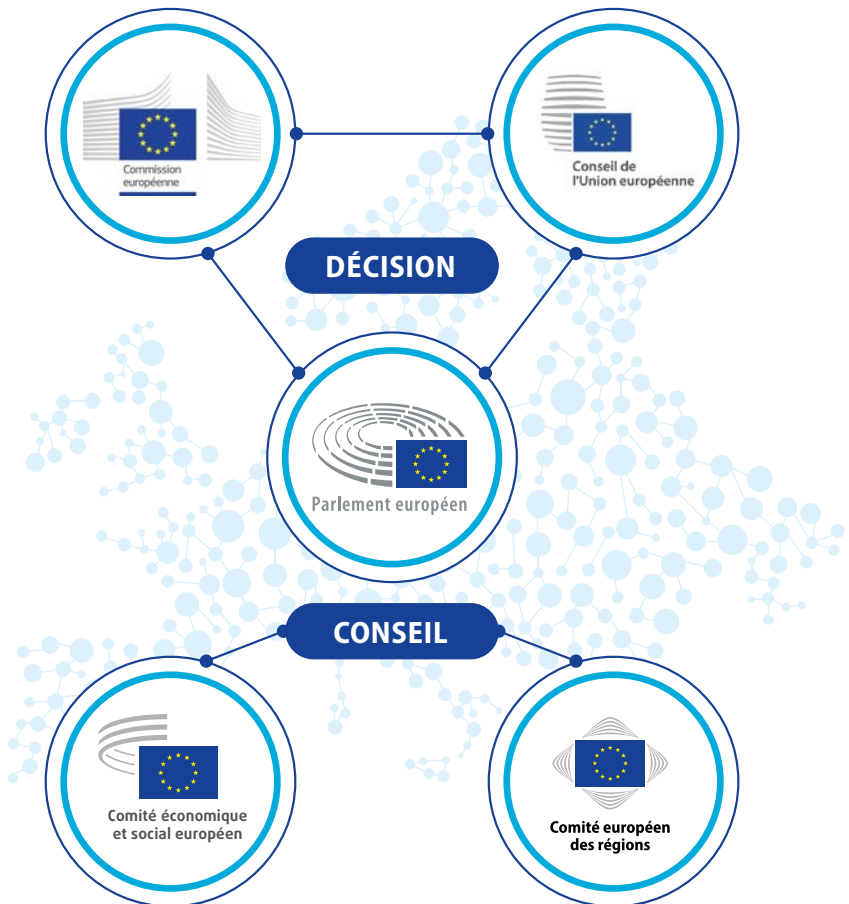 Commission
européenne
Conseil de
l'Union européenne
DÉCISION
Parlement européen
CONSEIL
Comité économique
et social européen
Comité européen
des régions